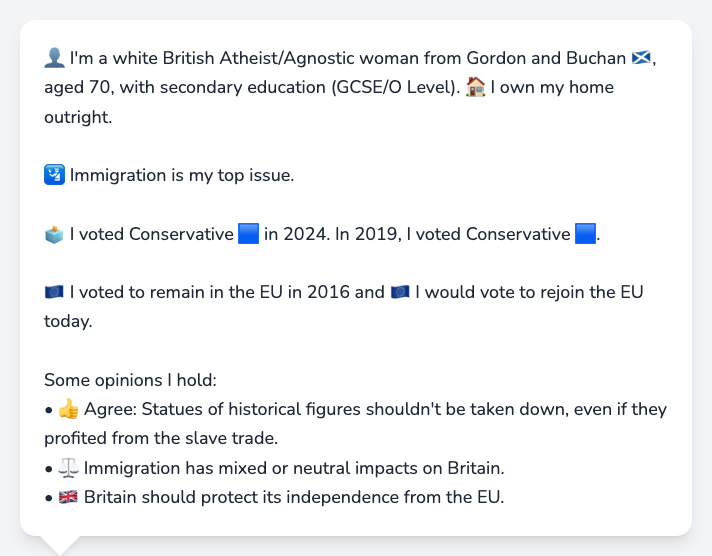 👤 I'm a white British Atheist/Agnostic woman from Gordon and Buchan 🏴󠁧󠁢󠁳󠁣󠁴󠁿,
aged 70, with secondary education (GCSE/O Level). 🏠 I own my home
outright.
🛂 Immigration is my top issue.
🗳️ I voted Conservative 🟦 in 2024. In 2019, I voted Conservative 🟦.
🇪🇺 I voted to remain in the EU in 2016 and 🇪🇺 I would vote to rejoin the EU
today.
Some opinions I hold:
• 👍 Agree: Statues of historical figures shouldn't be taken down, even if they
profited from the slave trade.
• ⚖️ Immigration has mixed or neutral impacts on Britain.
• 🇬🇧 Britain should protect its independence from the EU.